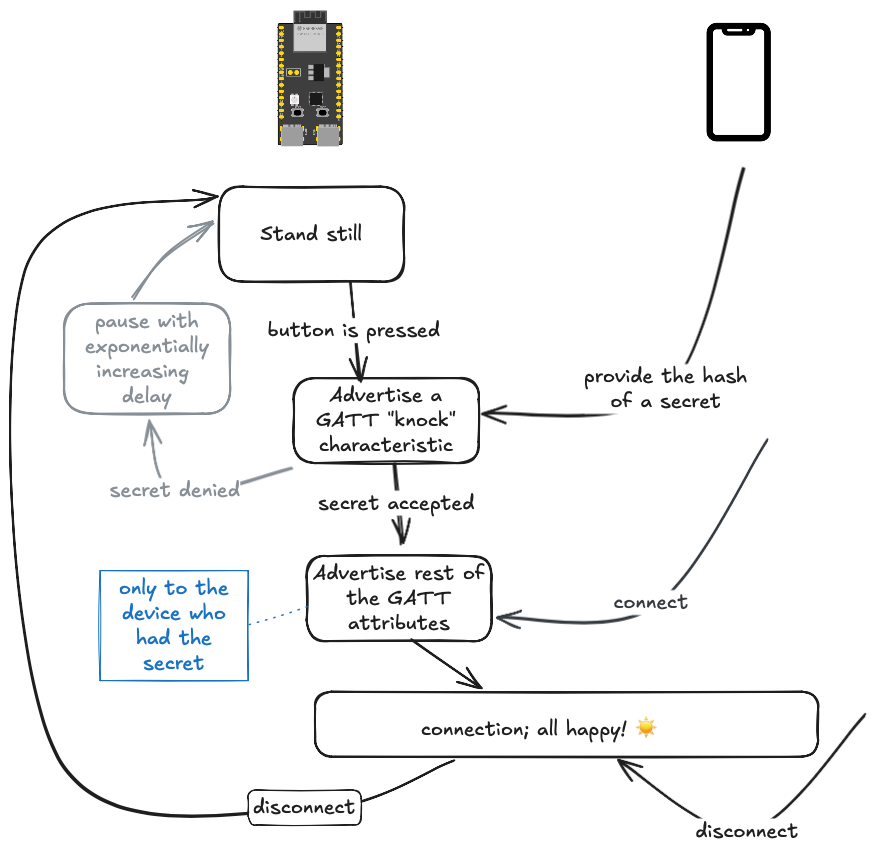 Stand still
button is pressed
pause with
exponentially
increasing
delay
provide the hash
of a secret
Advertise a
GATT "knock"
characteristic
secret denied
secret accepted
Advertise rest of
the GATT
attributes
only to the
device who
had the
secret
connect
connection; all happy! ☀️
disconnect
disconnect